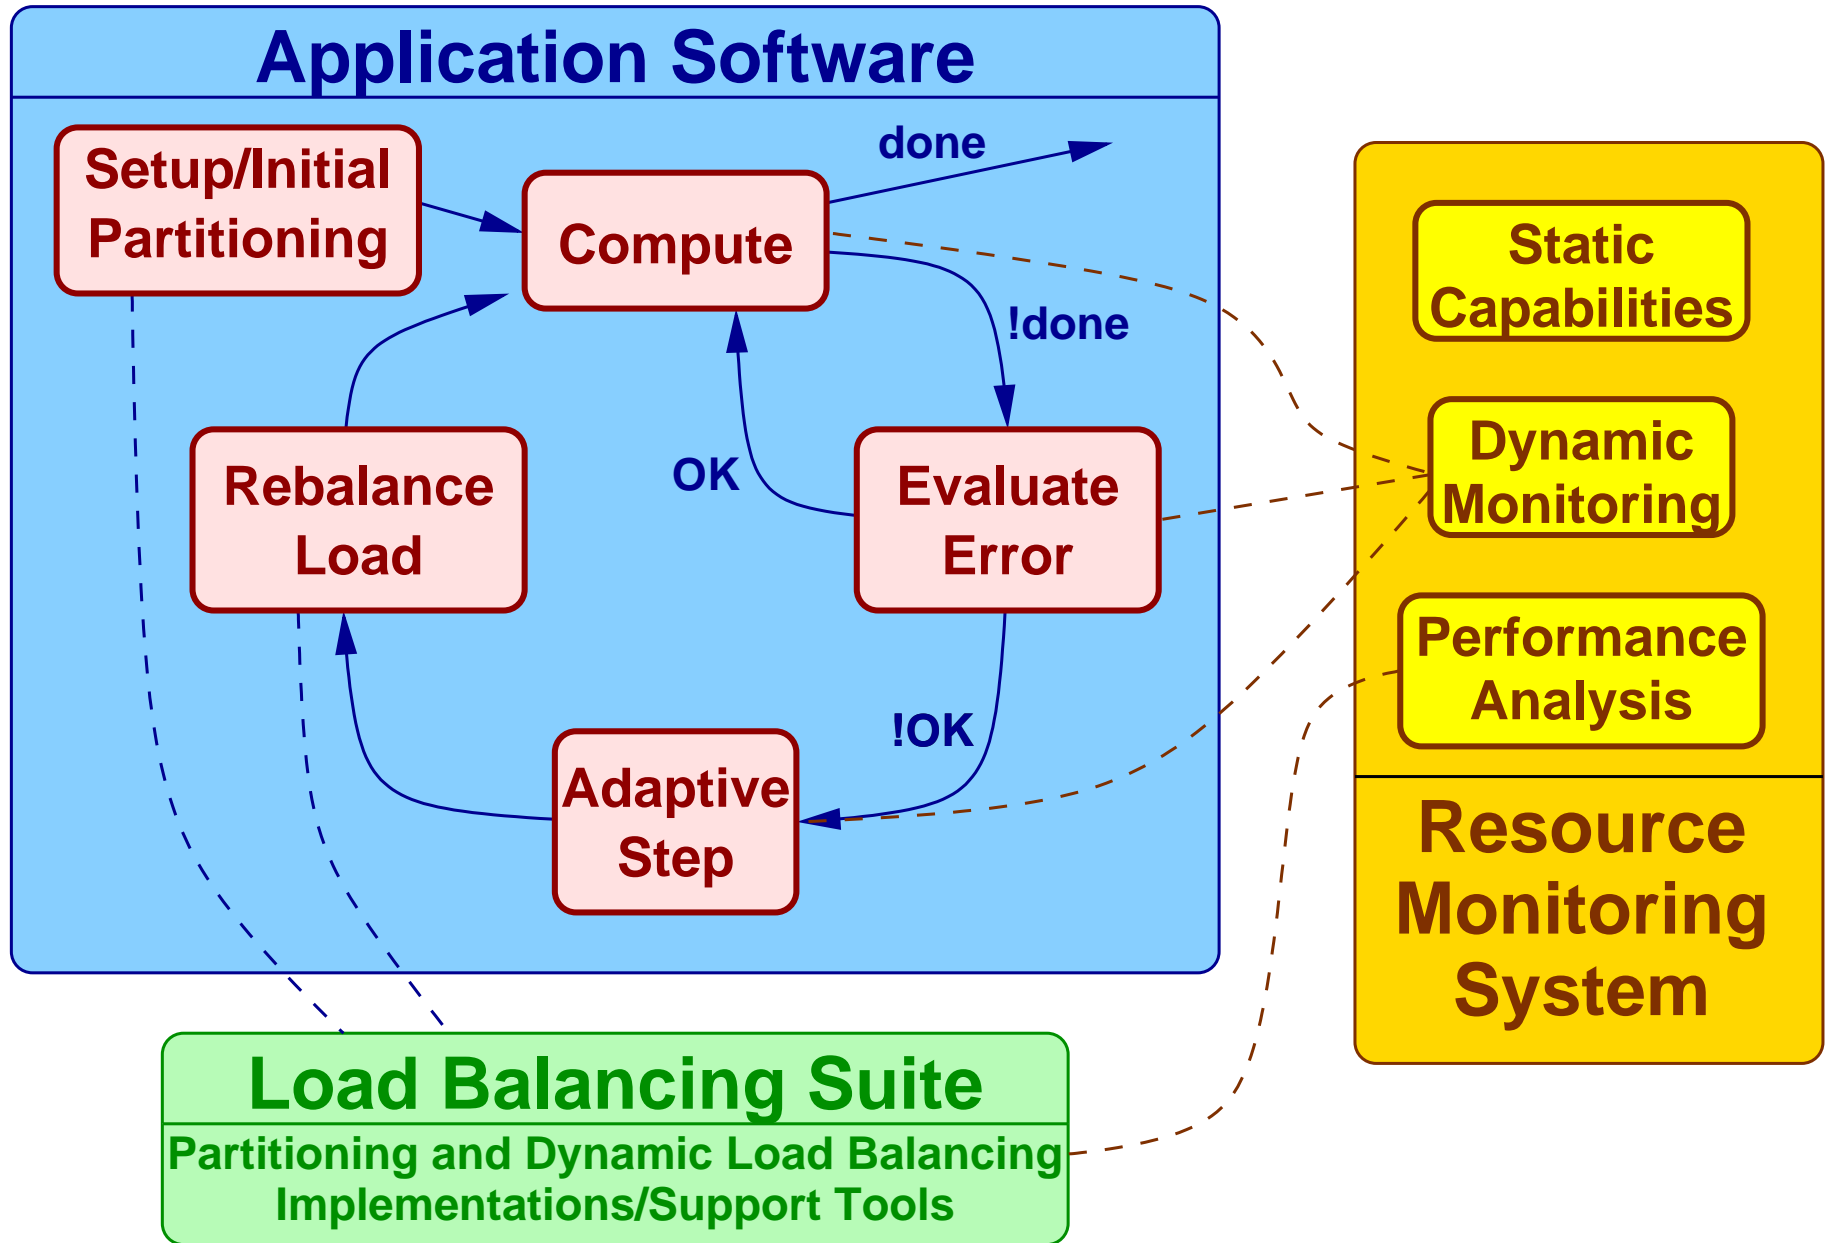 Application Software
Setup/Initial
Partitioning
Compute
done
!done
OK
Rebalance
Load
Evaluate
Error
!OK
Adaptive
Step
Static
Capabilities
Dynamic
Monitoring
Performance
Analysis
Resource
Monitoring
System
Load Balancing Suite
Partitioning and Dynamic Load Balancing
Implementations/Support Tools